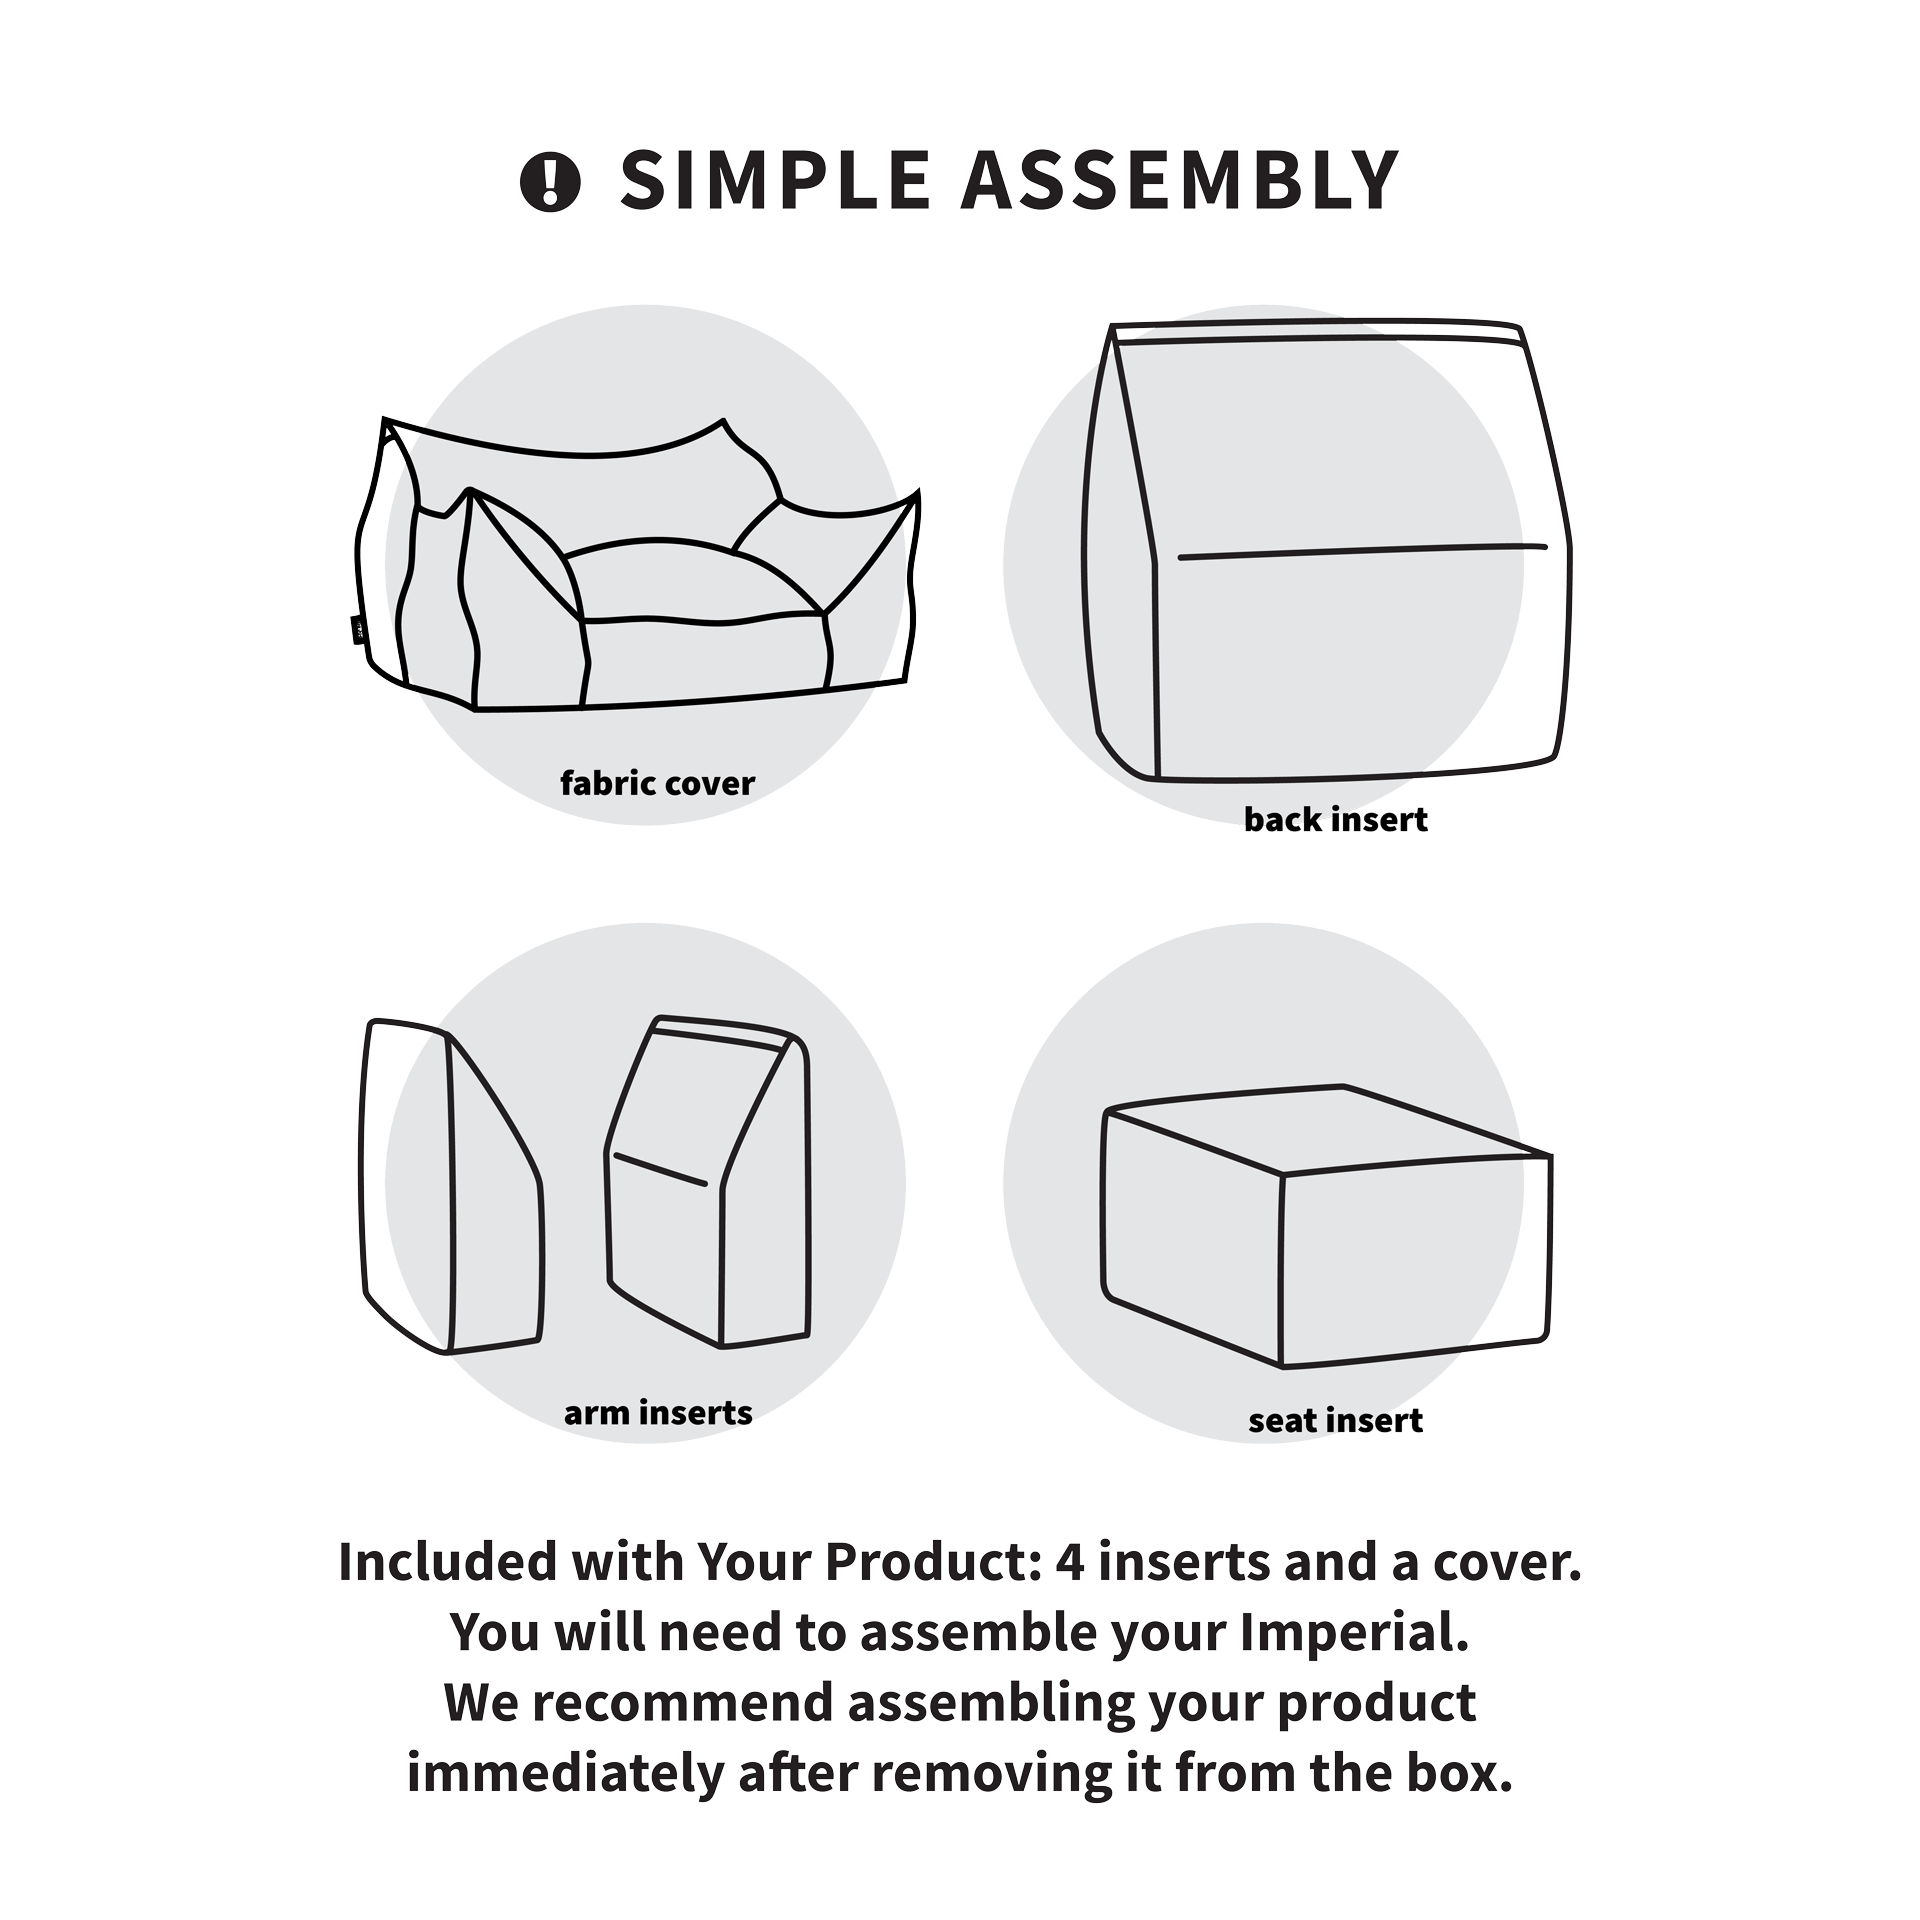 ! SIMPLE ASSEMBLY
fabric cover
back insert
arm inserts
seat insert
Included with Your Product: 4 inserts and a cover.
You will need to assemble your Imperial.
We recommend assembling your product
immediately after removing it from the box.